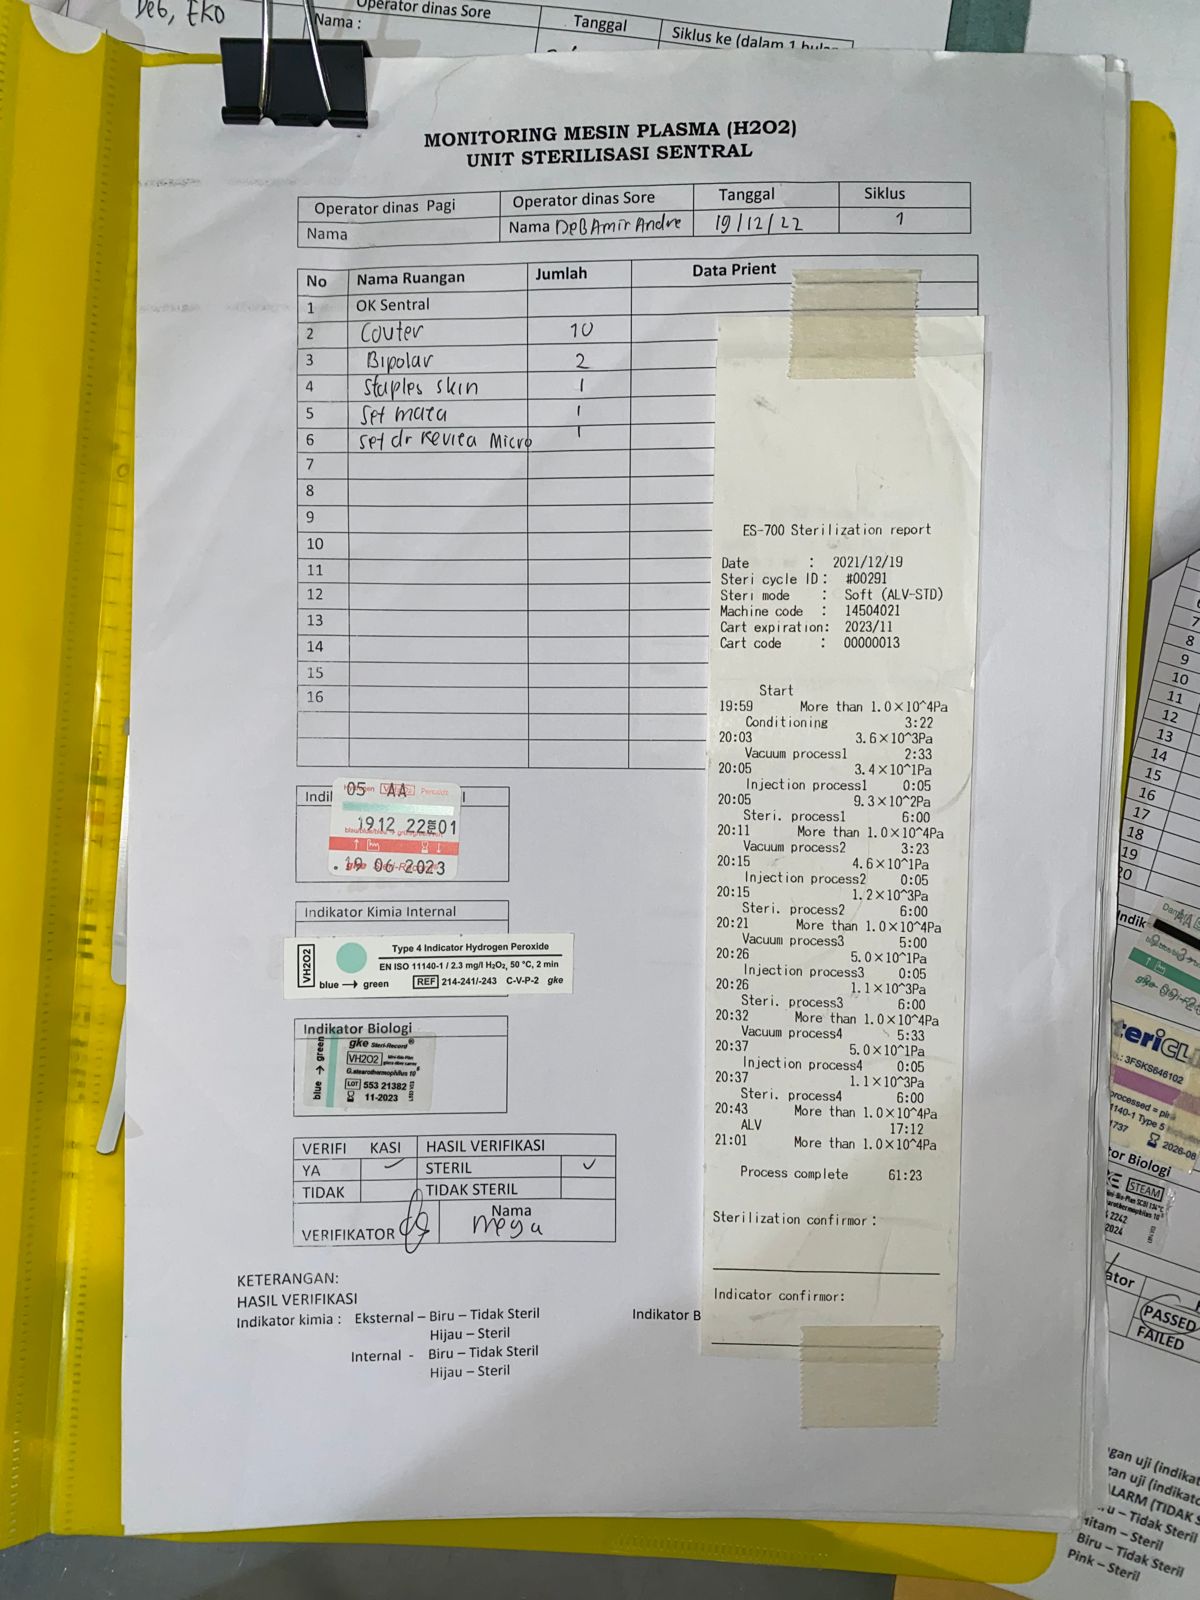 Deb, EKO
Operator dinas Sore
Nama :
Tanggal
Siklus ke (dalam 1 bulan
MONITORING MESIN PLASMA (H2O2)
UNIT STERILISASI SENTRAL
Operator dinas Pagi Operator dinas Sore Tanggal Siklus
Nama Nama DeB Amir Andre 19/12/22 1
No Nama Ruangan Jumlah Data Prient
1 OK Sentral
2 Couter 10
3 Bipolar 2
4 Staples skin 1
5 Set mata 1
6 Set dr Revita Micro 1
7
8
9
10
11
12
13
14
15
16
ES-700 Sterilization report
Date : 2021/12/19
Steri cycle ID: #00291
Steri mode : Soft (ALV-STD)
Machine code : 14504021
Cart expiration: 2023/11
Cart code : 00000013
Start
19:59 More than 1.0×10^4Pa
Conditioning 3:22
20:03 3.6×10^3Pa
Vacuum process1 2:33
20:05 3.4×10^1Pa
Injection process1 0:05
20:05 9.3×10^2Pa
Steri. process1 6:00
20:11 More than 1.0×10^4Pa
Vacuum process2 3:23
20:15 4.6×10^1Pa
Injection process2 0:05
20:15 1.2×10^3Pa
Steri. process2 6:00
20:21 More than 1.0×10^4Pa
Vacuum process3 5:00
20:26 5.0×10^1Pa
Injection process3 0:05
20:26 1.1×10^3Pa
Steri. process3 6:00
20:32 More than 1.0×10^4Pa
Vacuum process4 5:33
20:37 5.0×10^1Pa
Injection process4 0:05
20:37 1.1×10^3Pa
Steri. process4 6:00
20:43 More than 1.0×10^4Pa
ALV 17:12
21:01 More than 1.0×10^4Pa
Process complete 61:23
Sterilization confirmor:
Indicator confirmor:
Indi
05 AA
Peroxide
1912 22 01
19 06 2023
gke Steri-Record
Indikator Kimia Internal
VH2O2
Type 4 Indicator Hydrogen Peroxide
EN ISO 11140-1 / 2.3 mg/l H₂O₂, 50 °C, 2 min
blue → green REF 214-241/-243 C-V-P-2 gke
Indikator Biologi
blue → green
gke Steri-Record®
VH2O2 Mini-Bio-Plus
G.stearothermophilus 10⁶
LOT 553 21382
11-2023
VERIFI KASI HASIL VERIFIKASI
YA ✓ STERIL ✓
TIDAK TIDAK STERIL
VERIFIKATOR Nama
Mega
KETERANGAN:
HASIL VERIFIKASI
Indikator kimia : Eksternal – Biru – Tidak Steril Indikator B
Hijau – Steril
Internal - Biru – Tidak Steril
Hijau – Steril
7
8
9
10
11
12
13
14
15
16
17
18
19
20
Indik
teriCL
: 3FSKS646102
1140-1 Type 5
1737
2026-08
tor Biologi
STEAM
2242
2024
ator
PASSED
FAILED
gan uji (indikat
an uji (indikato
LARM (TIDAK S
u – Tidak Steril
itam – Steril
Biru – Tidak Steril
Pink – Steril